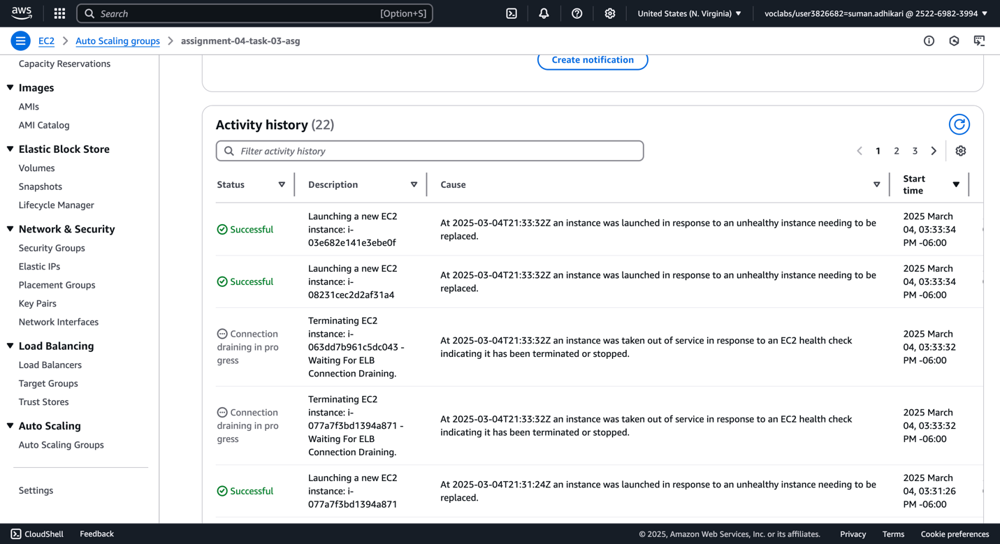 aws
Search
[Option+S]
United States (N. Virginia)
voclabs/user3826682=suman.adhikari @ 2522-6982-3994
EC2
Auto Scaling groups
assignment-04-task-03-asg
Capacity Reservations
Images
AMIs
AMI Catalog
Elastic Block Store
Volumes
Snapshots
Lifecycle Manager
Network & Security
Security Groups
Elastic IPs
Placement Groups
Key Pairs
Network Interfaces
Load Balancing
Load Balancers
Target Groups
Trust Stores
Auto Scaling
Auto Scaling Groups
Settings
Create notification
Activity history (22)
Filter activity history
1 2 3
Status
Description
Cause
Start
time
Successful
Launching a new EC2
instance: i-
03e682e141e3ebe0f
At 2025-03-04T21:33:32Z an instance was launched in response to an unhealthy instance needing to be
replaced.
2025 March
04, 03:33:34
PM -06:00
Successful
Launching a new EC2
instance: i-
08231cec2d2af31a4
At 2025-03-04T21:33:32Z an instance was launched in response to an unhealthy instance needing to be
replaced.
2025 March
04, 03:33:34
PM -06:00
Connection
draining in pro
gress
Terminating EC2
instance: i-
063dd7b961c5dc043 -
Waiting For ELB
Connection Draining.
At 2025-03-04T21:33:32Z an instance was taken out of service in response to an EC2 health check
indicating it has been terminated or stopped.
2025 March
04, 03:33:32
PM -06:00
Connection
draining in pro
gress
Terminating EC2
instance: i-
077a7f3bd1394a871 -
Waiting For ELB
Connection Draining.
At 2025-03-04T21:33:32Z an instance was taken out of service in response to an EC2 health check
indicating it has been terminated or stopped.
2025 March
04, 03:33:32
PM -06:00
Successful
Launching a new EC2
instance: i-
077a7f3bd1394a871
At 2025-03-04T21:31:24Z an instance was launched in response to an unhealthy instance needing to be
replaced.
2025 March
04, 03:31:26
PM -06:00
CloudShell
Feedback
© 2025, Amazon Web Services, Inc. or its affiliates.
Privacy
Terms
Cookie preferences